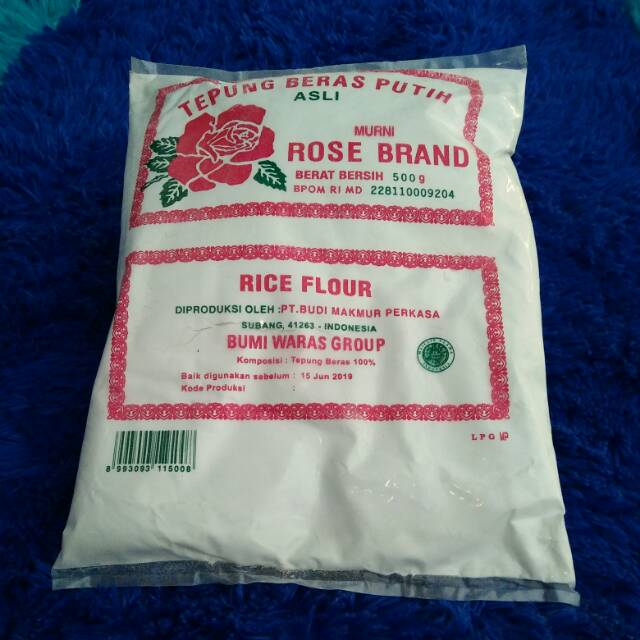 TEPUNG BERAS PUTIH
ASLI
MURNI
ROSE BRAND
BERAT BERSIH 500 g
BPOM RI MD 228110009204
RICE FLOUR
DIPRODUKSI OLEH :PT.BUDI MAKMUR PERKASA
SUBANG, 41263 - INDONESIA
BUMI WARAS GROUP
Komposisi : Tepung Beras 100%
Baik digunakan sebelum : 15 Jun 2019
Kode Produksi :
L P G
8 993093 115008